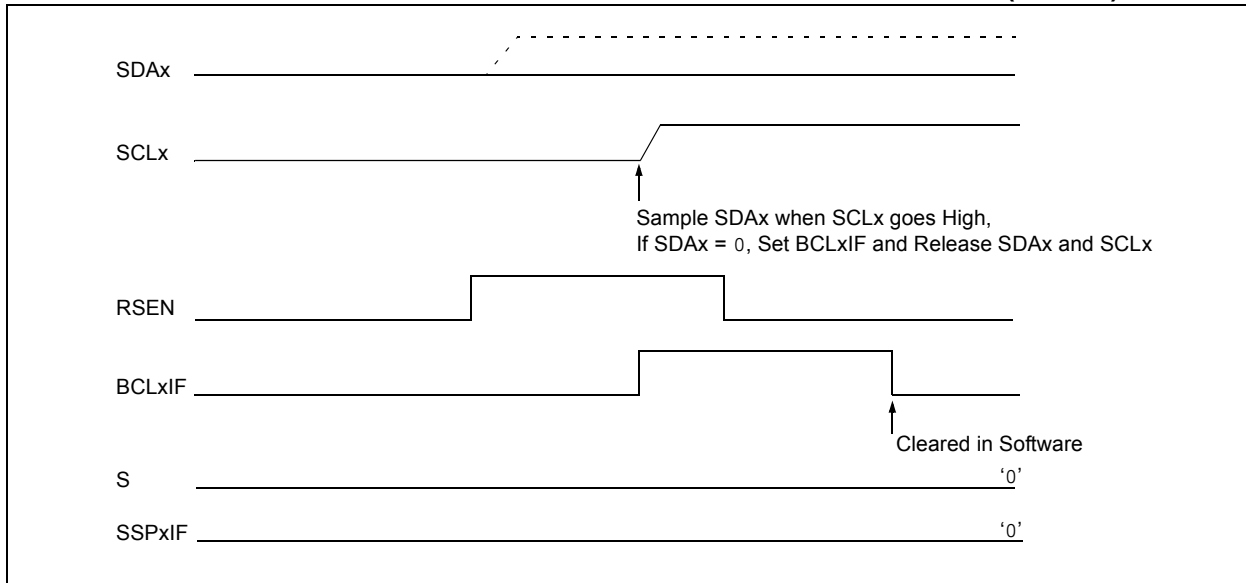 SDAx
SCLx
Sample SDAx when SCLx goes High,
If SDAx = 0, Set BCLxIF and Release SDAx and SCLx
RSEN
BCLxIF
Cleared in Software
S
‘0’
SSPxIF
‘0’